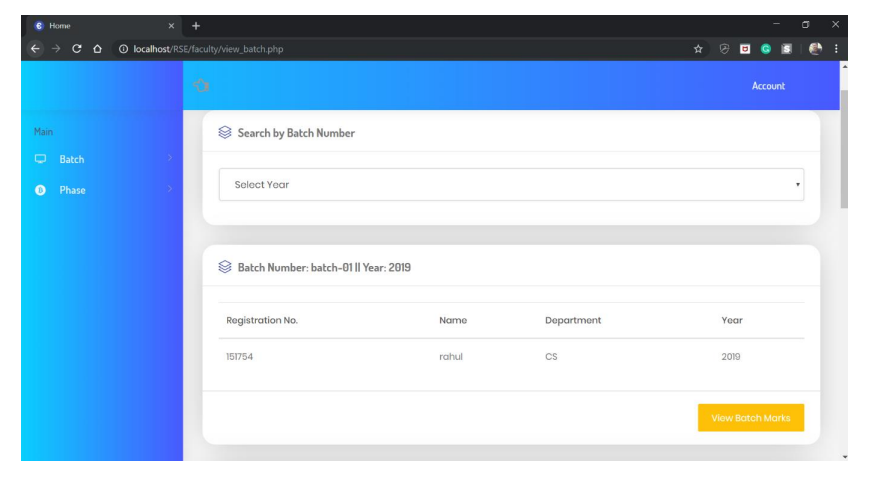 Home
localhost/RSE/faculty/view_batch.php
Account
Main
Batch
Phase
Search by Batch Number
Select Year
Batch Number: batch-01 || Year: 2019
Registration No. Name Department Year
151754 rahul CS 2019
View Batch Marks